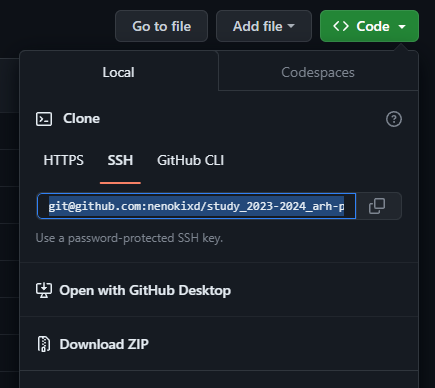 Go to file Add file Code
Local Codespaces
Clone
HTTPS SSH GitHub CLI
git@github.com:nenokixd/study_2023-2024_arh-p
Use a password-protected SSH key.
Open with GitHub Desktop
Download ZIP